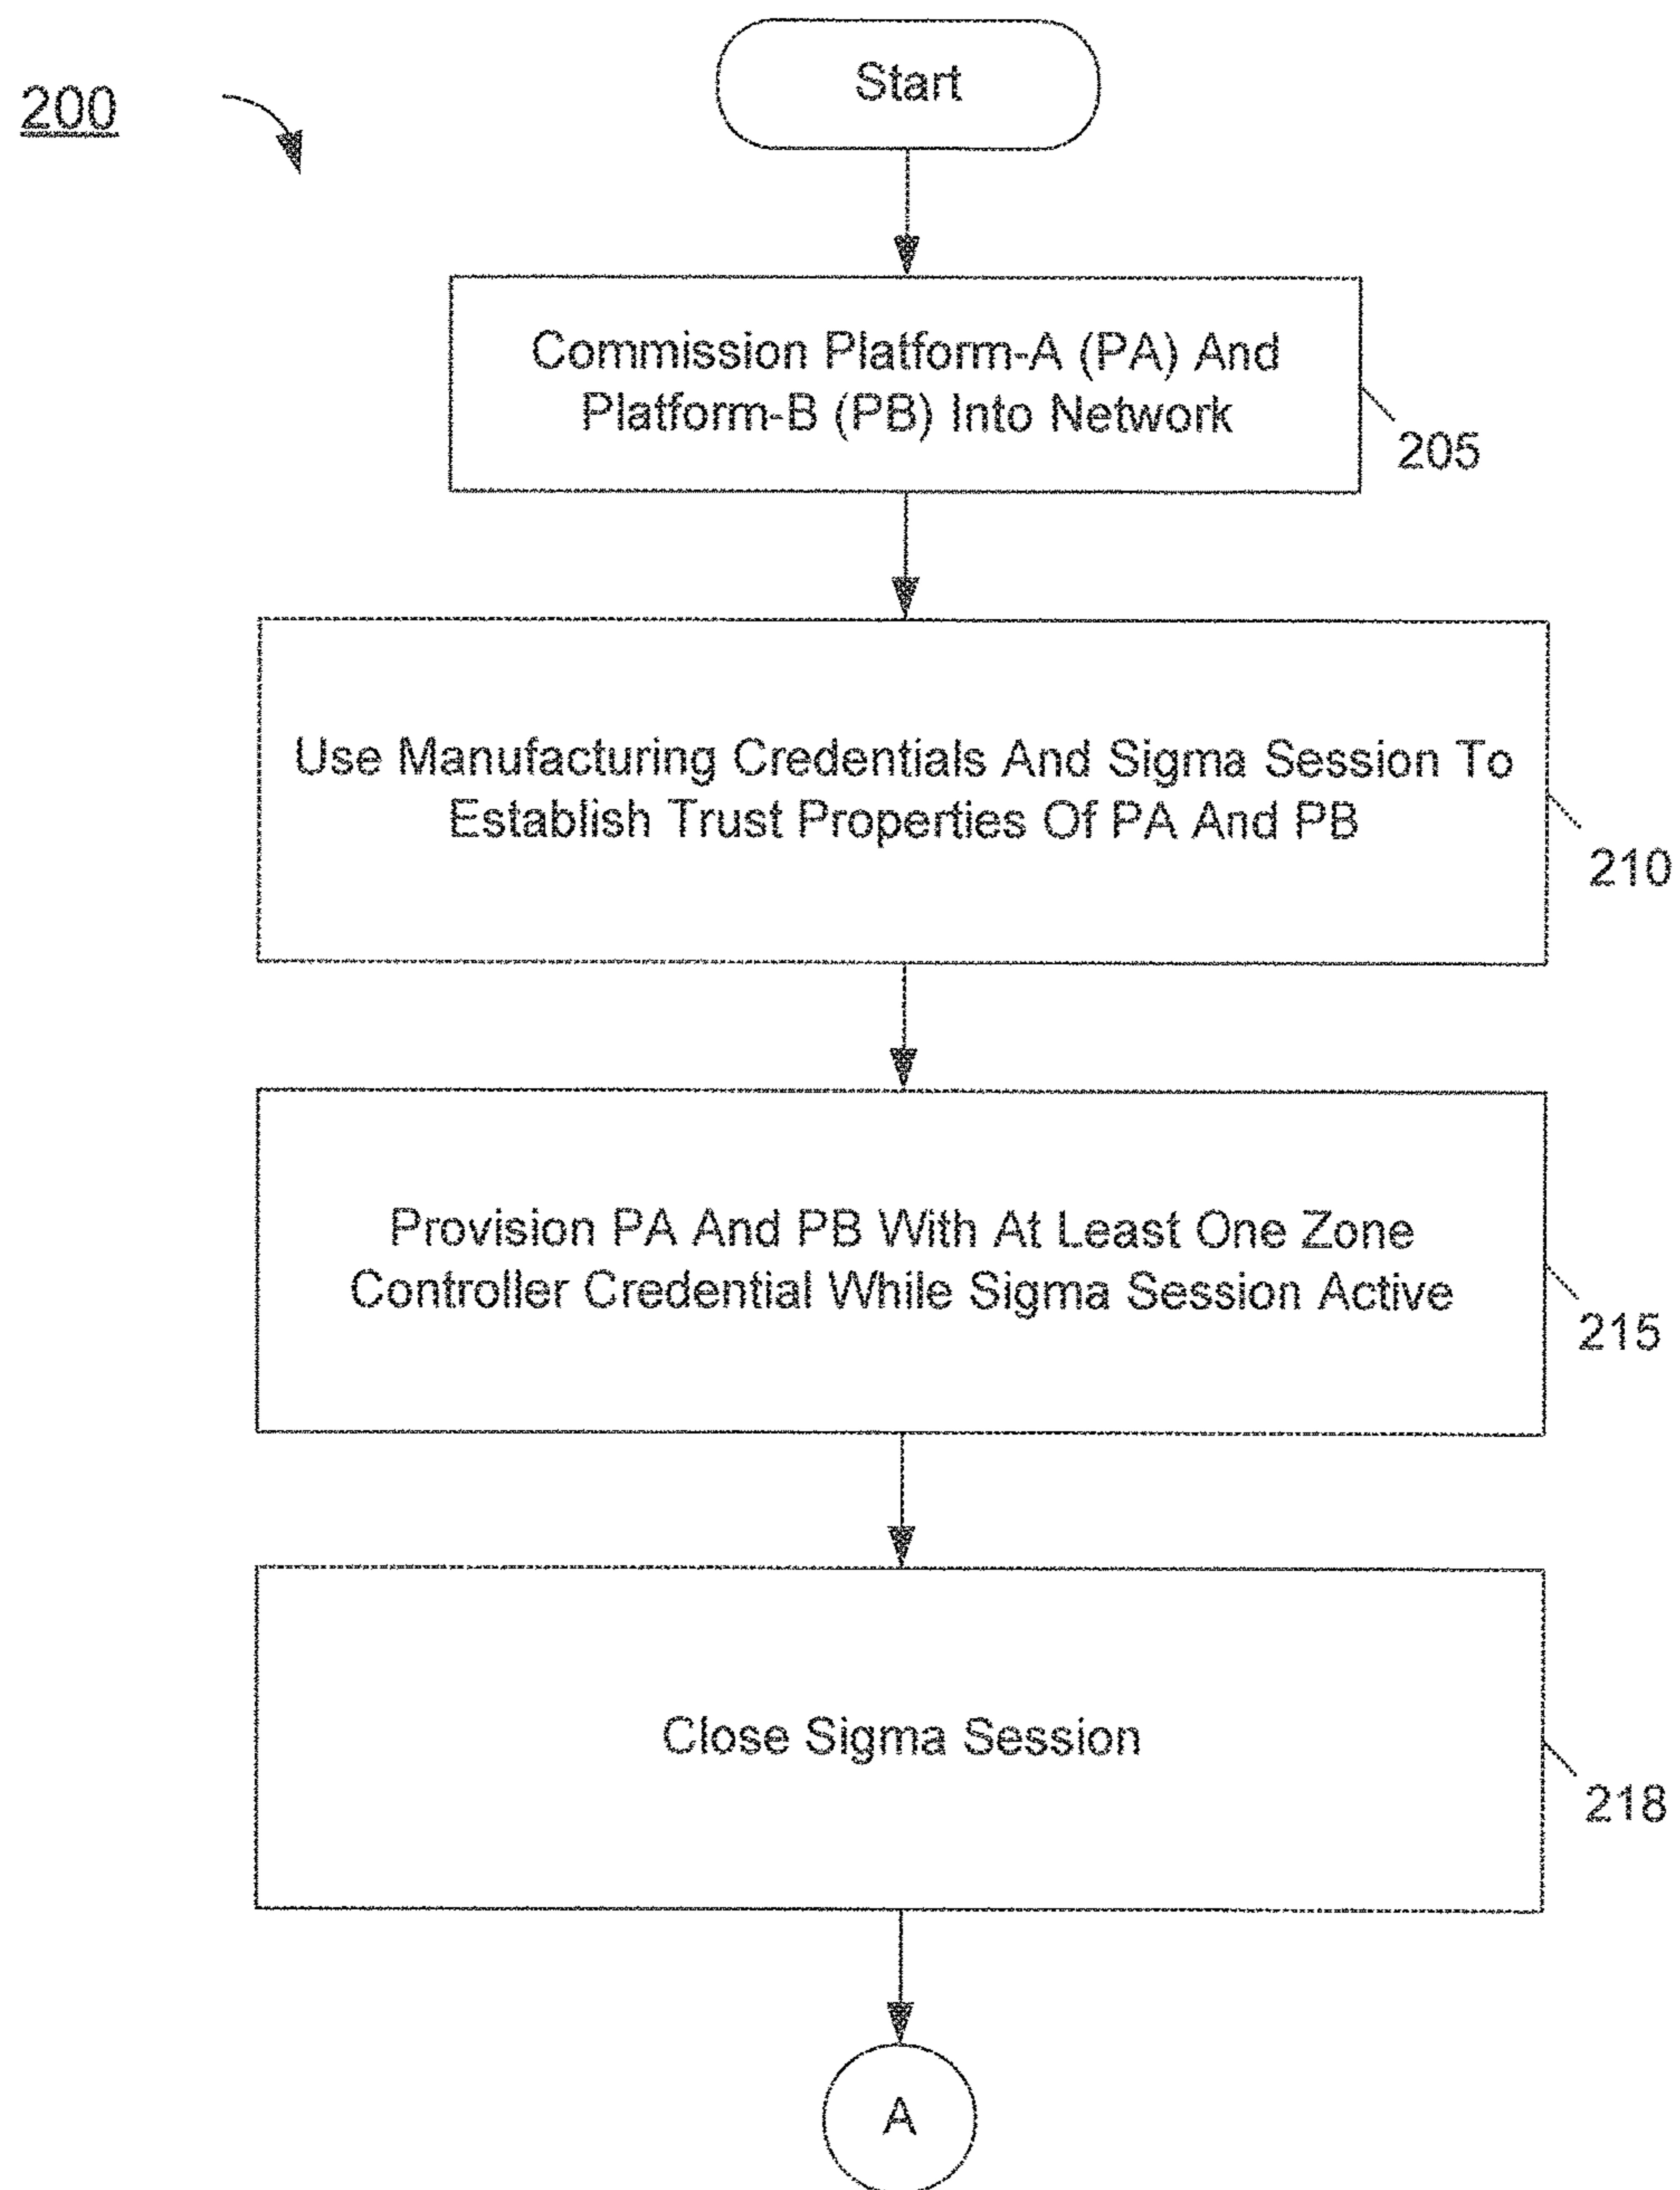 200
Start
Commission Platform-A (PA) And
Platform-B (PB) Into Network
205
Use Manufacturing Credentials And Sigma Session To
Establish Trust Properties Of PA And PB
210
Provision PA And PB With At Least One Zone
Controller Credential While Sigma Session Active
215
Close Sigma Session
218
A